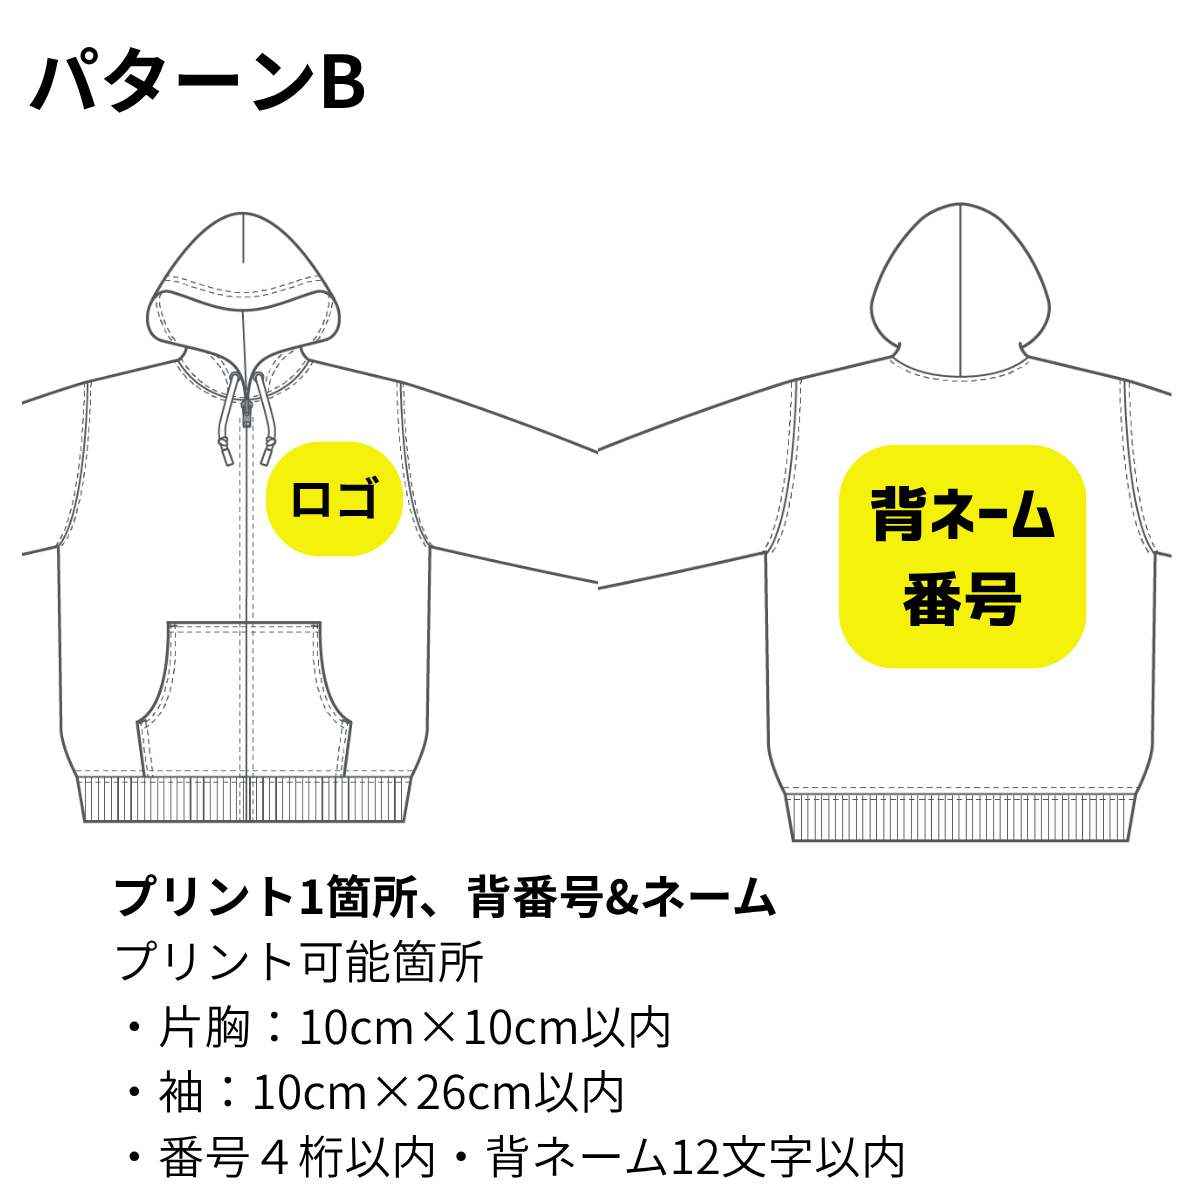 パターンB
ロゴ
背ネーム
番号
プリント1箇所、背番号&ネーム
プリント可能箇所
・片胸：10cm×10cm以内
・袖：10cm×26cm以内
・番号４桁以内・背ネーム12文字以内